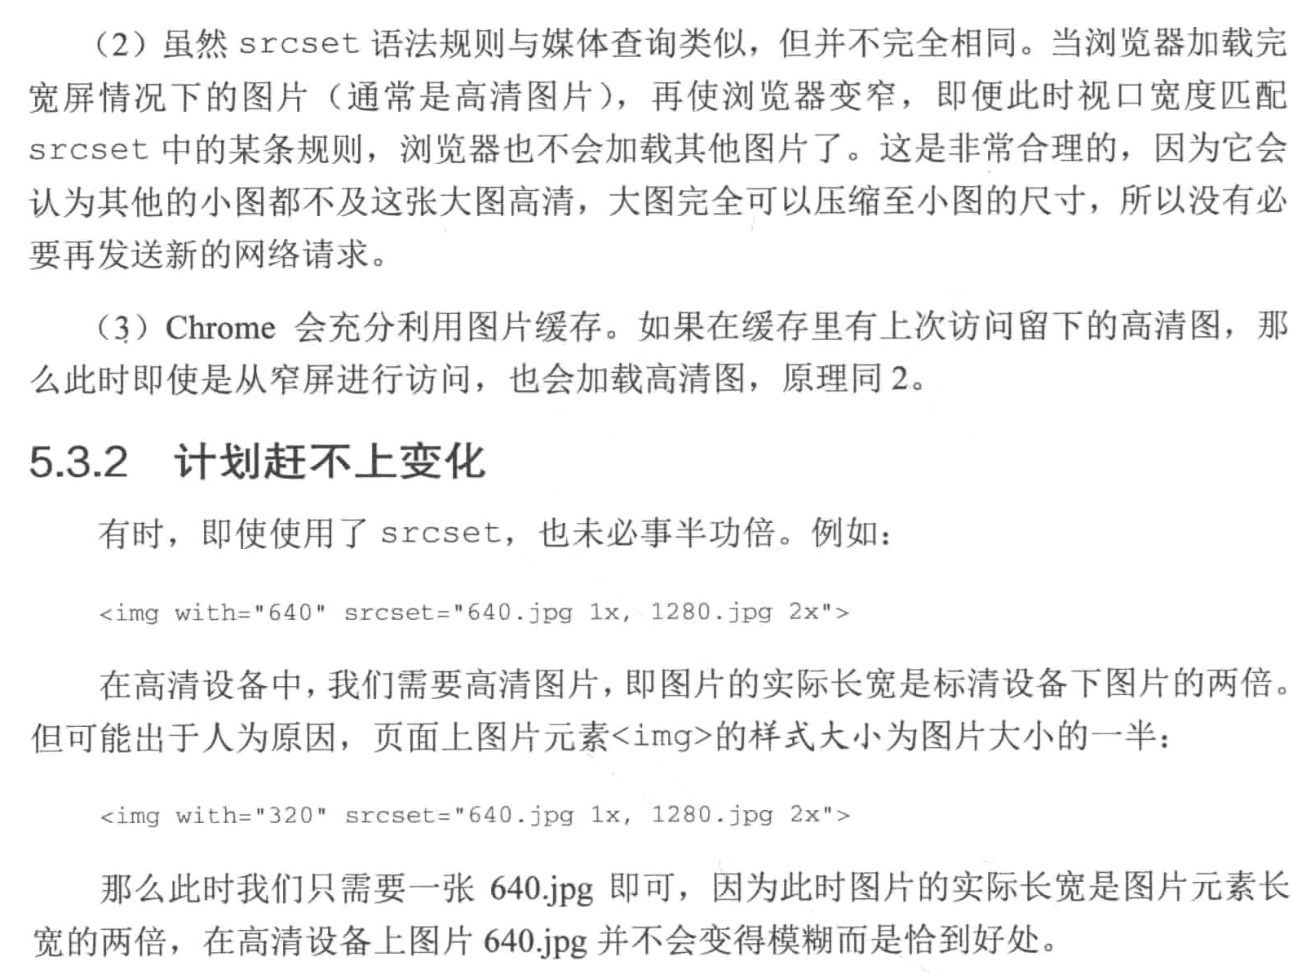 （2）虽然 srcset 语法规则与媒体查询类似，但并不完全相同。当浏览器加载完
宽屏情况下的图片（通常是高清图片），再使浏览器变窄，即便此时视口宽度匹配
srcset 中的某条规则，浏览器也不会加载其他图片了。这是非常合理的，因为它会
认为其他的小图都不及这张大图高清，大图完全可以压缩至小图的尺寸，所以没有必
要再发送新的网络请求。
（3）Chrome 会充分利用图片缓存。如果在缓存里有上次访问留下的高清图，那
么此时即使是从窄屏进行访问，也会加载高清图，原理同 2。
5.3.2 计划赶不上变化
有时，即使使用了 srcset，也未必事半功倍。例如：
<img with="640" srcset="640.jpg 1x, 1280.jpg 2x">
在高清设备中，我们需要高清图片，即图片的实际长宽是标清设备下图片的两倍。
但可能出于人为原因，页面上图片元素<img>的样式大小为图片大小的一半：
<img with="320" srcset="640.jpg 1x, 1280.jpg 2x">
那么此时我们只需要一张 640.jpg 即可，因为此时图片的实际长宽是图片元素长
宽的两倍，在高清设备上图片 640.jpg 并不会变得模糊而是恰到好处。